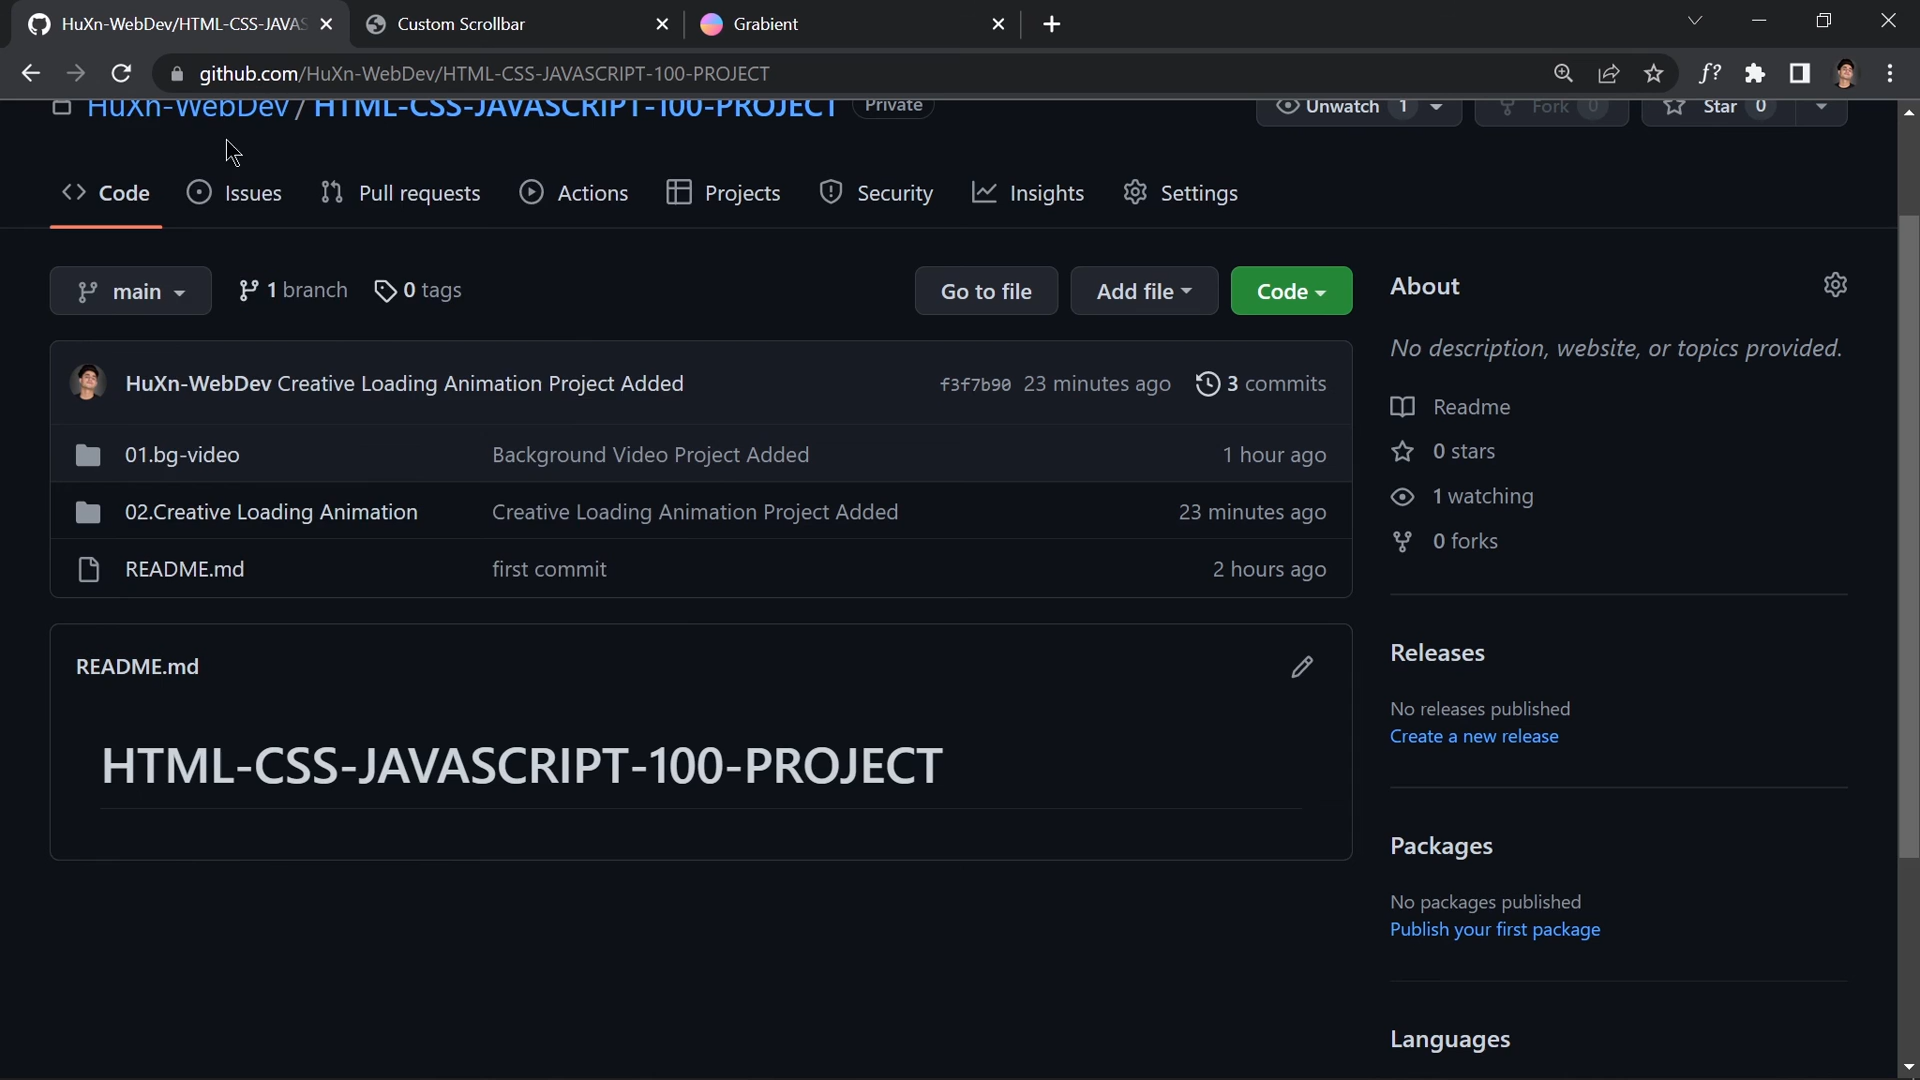 HuXn-WebDev/HTML-CSS-JAVAS
Custom Scrollbar
Grabient
github.com/HuXn-WebDev/HTML-CSS-JAVASCRIPT-100-PROJECT
f?
HuXn-WebDev / HTML-CSS-JAVASCRIPT-100-PROJECT Private
Unwatch 1 Fork 0 Star 0
Code Issues Pull requests Actions Projects Security Insights Settings
main 1 branch 0 tags
Go to file Add file Code
HuXn-WebDev Creative Loading Animation Project Added f3f7b90 23 minutes ago 3 commits
01.bg-video Background Video Project Added 1 hour ago
02.Creative Loading Animation Creative Loading Animation Project Added 23 minutes ago
README.md first commit 2 hours ago
README.md
HTML-CSS-JAVASCRIPT-100-PROJECT
About
No description, website, or topics provided.
Readme
0 stars
1 watching
0 forks
Releases
No releases published
Create a new release
Packages
No packages published
Publish your first package
Languages